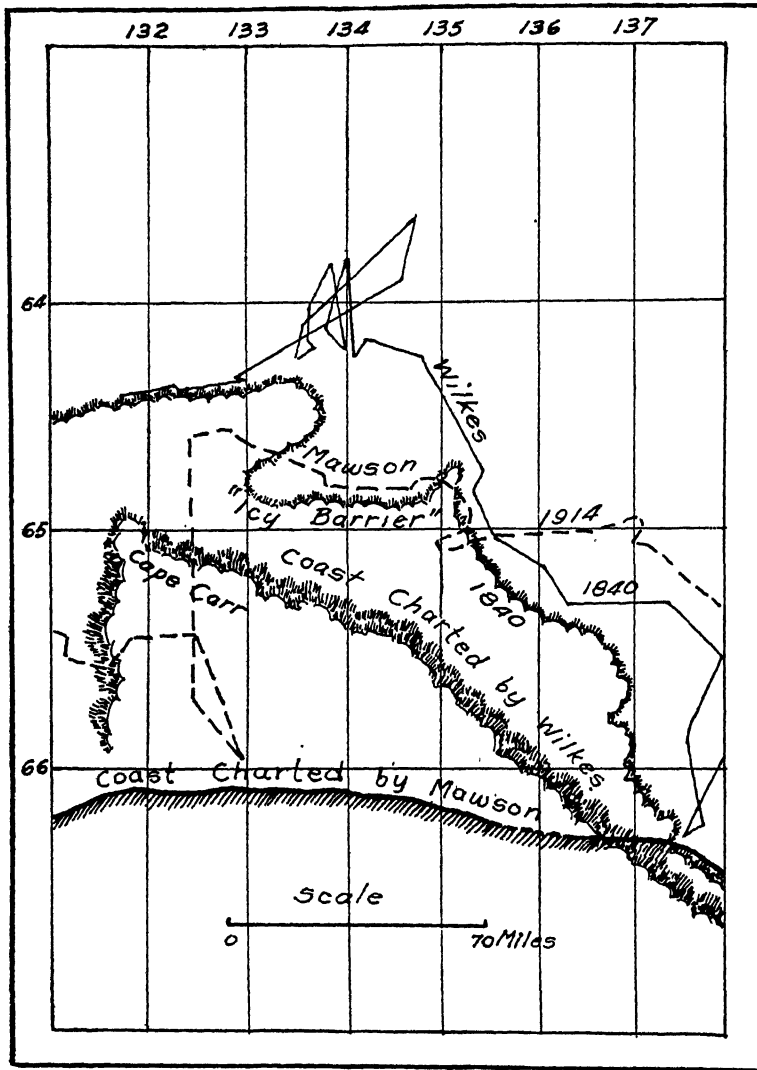 132 133 134 135 136 137
64
Wilkes
Mawson
"Icy Barrier"
65
1914
Cape Carr
Coast Charted by Wilkes
1840
1840
66
Coast Charted by Mawson
Scale
0 70 Miles